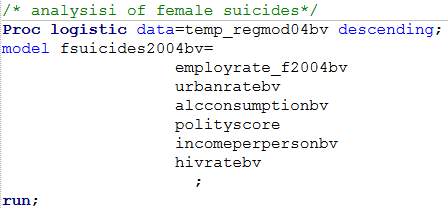 /* analysisi of female suicides*/
Proc logistic data=temp_regmod04bv descending;
model fsuicides2004bv=
employrate_f2004bv
urbanratebv
alcconsumptionbv
polityscore
incomeperpersonbv
hivratebv
;
run;